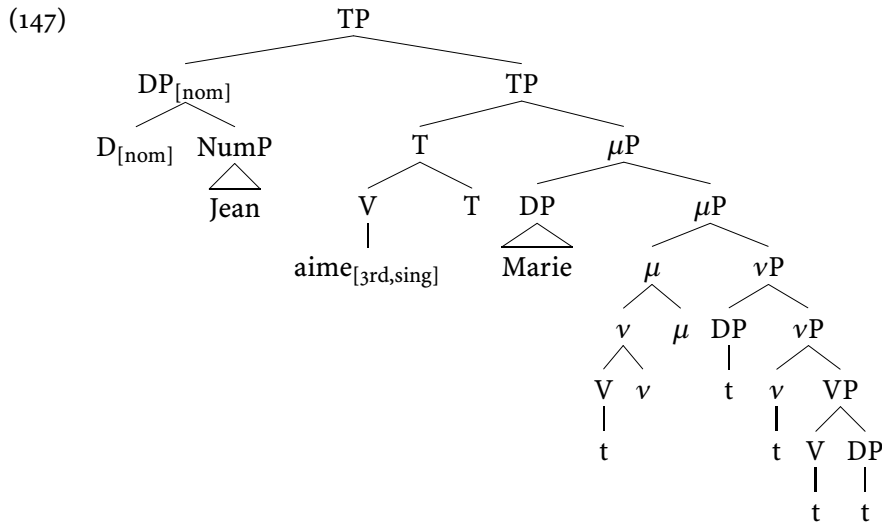 (147) TP
DP[nom] TP
D[nom] NumP T μP
Jean V T DP μP
aime[3rd,sing] Marie μ νP
ν μ DP νP
V ν t ν VP
t t V DP
t t